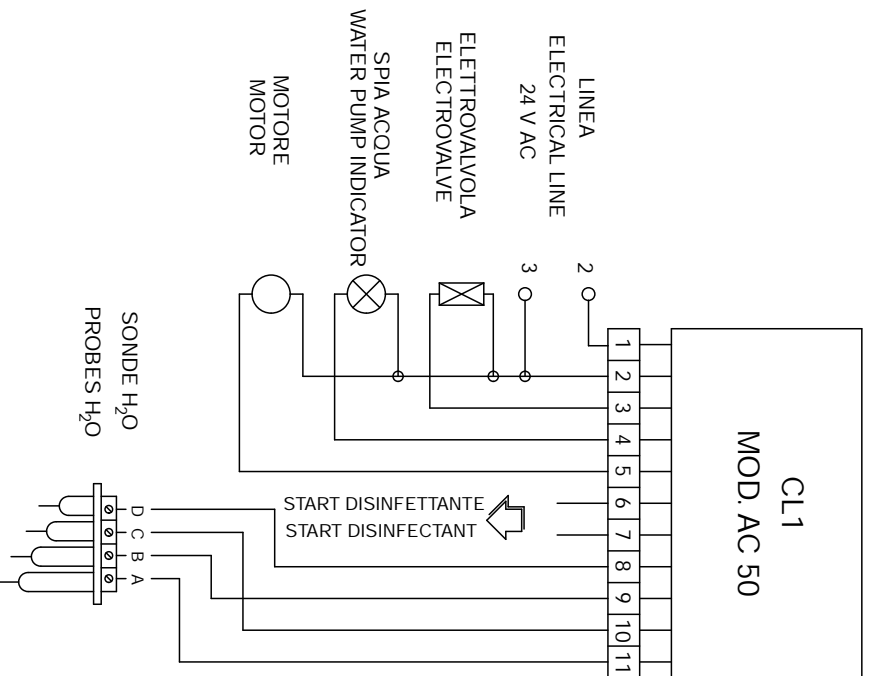 LINEA
ELECTRICAL LINE
24 V AC
ELETTROVALVOLA
ELECTROVALVE
SPIA ACQUA
WATER PUMP INDICATOR
MOTORE
MOTOR
SONDE H₂O
PROBES H₂O
2
3
1
2
3
4
5
6
7
8
9
10
11
CL1
MOD. AC 50
START DISINFETTANTE
START DISINFECTANT
D
C
B
A